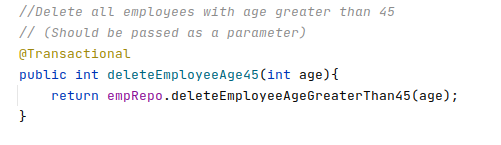 //Delete all employees with age greater than 45
// (Should be passed as a parameter)
@Transactional
public int deleteEmployeeAge45(int age){
    return empRepo.deleteEmployeeAgeGreaterThan45(age);
}